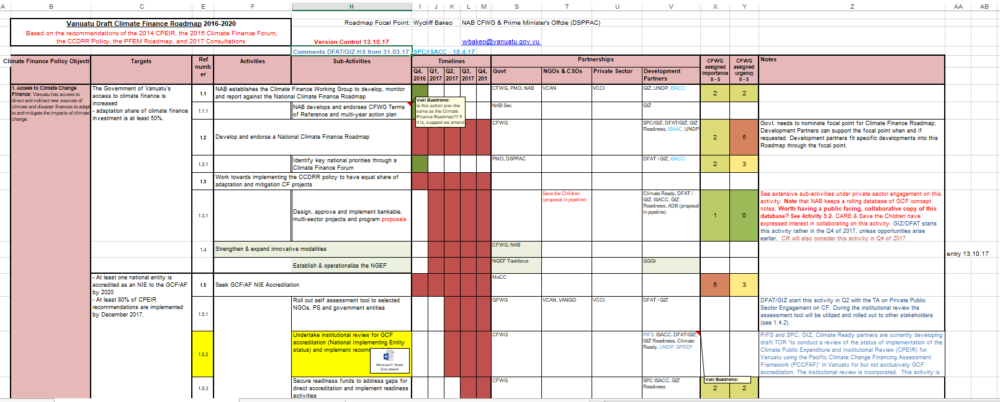 A B C E F H I J K L M S T U V X Y Z AA AB
Vanuatu Draft Climate Finance Roadmap 2016-2020
Based on the recommendations of the 2014 CPEIR, the 2016 Climate Finance Forum,
the CCDRR Policy, the PFEM Roadmap, and 2017 Consultations
Roadmap Focal Point: Wycliff Bakeo NAB CFWG & Prime Minister's Offcie (DSPPAC)
Version Control 13.10.17
wbakeo@vanuatu.gov.vu
Comments DFAT/GIZ HS from 31.03.17
SPC/ISACC - 18.4.17
Climate Finance Policy Objecti
Targets
Ref
numb
er
Activities
Sub-Activities
Timelines
Q4,
2016
Q1,
2017
Q2,
2017
Q3,
2017
Q4,
201
Partnerships
Govt
NGOs & CSOs
Private Sector
Development
Partners
CFWG
assigned
importance
0 - 5
CFWG
assigned
urgency
0 - 5
Notes
1. Access to Climate Change
Finance: Vanuatu has access to
direct and indirect new sources of
climate and disaster finances to adapt
to and mitigate the impacts of climate
change.
The Government of Vanuatu's
access to climate finance is
increased
- adaptation share of climate finance
investment is at least 50%.
1.1
NAB establishes the Climate Finance Working Group to develop, monitor
and report against the National Climate Finance Roadmap
CFWG, PMO, NAB
VCAN
VCCI
GIZ, UNDP, ISACC
2
2
1.1.1
NAB develops and endorses CFWG Terms
of Reference and multi-year action plan
Vuki Buadromo:
Is this action plan the
same as the Climate
Finance Roadmap?? If
it is, suggest we amend
NAB Sec
GIZ
1.2
Develop and endorse a National Climate Finance Roadmap
CFWG
SPC/GIZ, DFAT/GIZ, GIZ
Readiness, ISAAC, UNDP
2
5
Govt. needs to nominate focal point for Climate Finance Roadmap;
Development Partners can support the focal point when and if
requested. Development partners fit specific developments into this
Roadmap through the focal point.
1.2.1
Identify key national priorities through a
Climate Finance Forum
PMO, DSPPAC
DFAT / GIZ, ISACC
2
3
1.3
Work towards implementing the CCDRR policy to have equal share of
adaptation and mitigation CF projects
1.3.1
Design, approve and implement bankable,
multi-sector projects and program proposals
Save the Children
(proposal in pipeline)
Climate Ready, DFAT /
GIZ, ISACC, GIZ
Readiness, ADB (proposal
in pipeline)
1
0
See extensive sub-activities under private sector engagement on this
activity. Note that NAB keeps a rolling database of GCF concept
notes. Worth having a public facing, collaborative copy of this
database? See Activity 5.2. CARE & Save the Children have
expressed interest in collaborating on this activity. GIZ/DFAT starts
this activity rather in the Q4 of 2017, unless opportunities arise
earlier. CR will also consider this activity in Q4 of 2017
1.4
Strengthen & expand innovative modalities
CFWG, NAB
entry 13.10.17
Establish & operationalize the NGEF
NGEF Taskforce
GGGI
- At least one national entity is
accredited as an NIE to the GCF/AF
by 2020
- At least 80% of CPEIR
recommendations are implemented
by December 2017.
1.5
Seek GCF/AF NIE Accreditation
MoCC
5
3
1.5.1
Roll out self assessment tool to selected
NGOs, PS and government entities
GFWG
VCAN, VANGO
VCCI
DFAT / GIZ
DFAT/GIZ start this activity in Q2 with the TA on Private Public
Sector Engagement on CF. During the institutional review the
assessment tool will be utilized and rolled out to other stakeholders
(see 1.4.2).
1.5.2
Undertake institutional review for GCF
accreditation (National Implementing Entity
status) and implement recom
Microsoft Word
Document
CFWG
PIFS, ISACC, DFAT/GIZ,
GIZ Readiness, Climate
Ready, UNDP, SPREP
PIFS and SPC, GIZ, Climate Ready partners are currently developing
draft TOR "to conduct a review of the status of implementation of the
Climate Public Expenditure and Institutional Review (CPEIR) for
Vanuatu using the Pacific Climate Change Financing Assessment
Framework (PCCFAF)" in Vanuatu for but not exclusively GCF
accreditation. The institutional review is incorporated. This activity is
1.5.3
Secure readiness funds to address gaps for
direct accreditation and implement readiness
activities
CFWG
SPC ISACC, GIZ
Readiness
Vuki Buadromo:
2
2